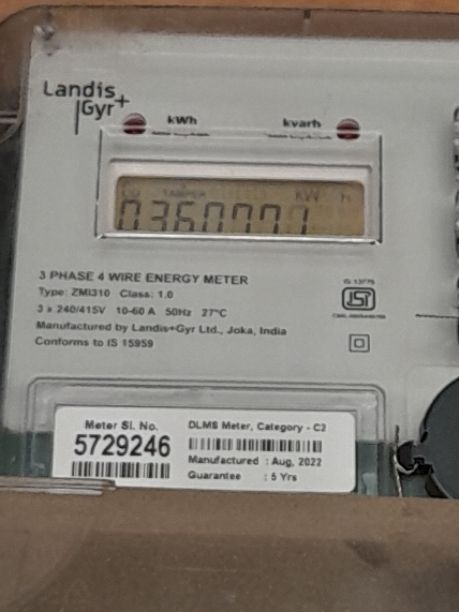 Landis
Gyr+
kWh
kvarh
KW H
3 PHASE 4 WIRE ENERGY METER
Type: ZMI310 Class: 1.0
3 x 240/415V 10-60 A 50Hz 27°C
Manufactured by Landis+Gyr Ltd., Joka, India
Conforms to IS 15959
IS 13779
Meter Sl. No.
5729246
DLMS Meter, Category - C2
Manufactured : Aug, 2022
Guarantee : 5 Yrs